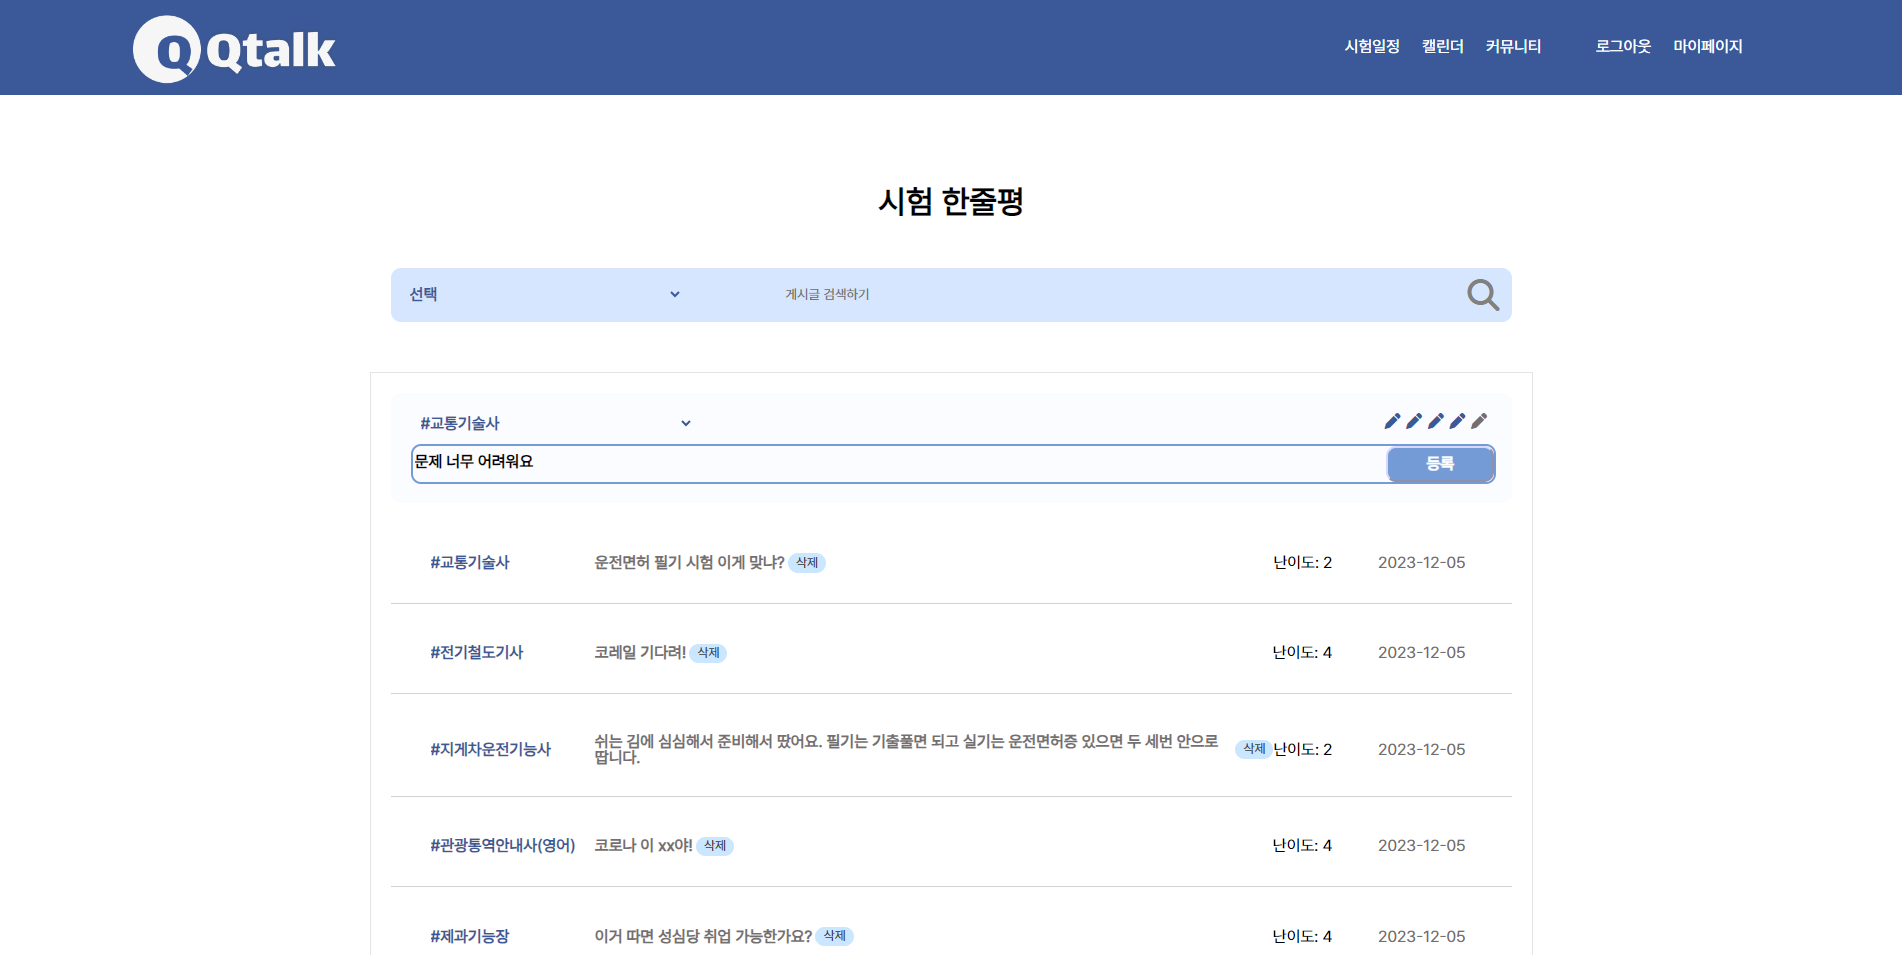 Q Qtalk
시험일정 캘린더 커뮤니티 로그아웃 마이페이지
시험 한줄평
선택 게시글 검색하기
#교통기술사
문제 너무 어려워요 등록
#교통기술사 운전면허 필기 시험 이게 맞냐? 삭제 난이도: 2 2023-12-05
#전기철도기사 코레일 기다려! 삭제 난이도: 4 2023-12-05
#지게차운전기능사 쉬는 김에 심심해서 준비해서 땄어요. 필기는 기출풀면 되고 실기는 운전면허증 있으면 두 세번 안으로 삭제 난이도: 2 2023-12-05
땁니다.
#관광통역안내사(영어) 코로나 이 xx야! 삭제 난이도: 4 2023-12-05
#제과기능장 이거 따면 성심당 취업 가능한가요? 삭제 난이도: 4 2023-12-05